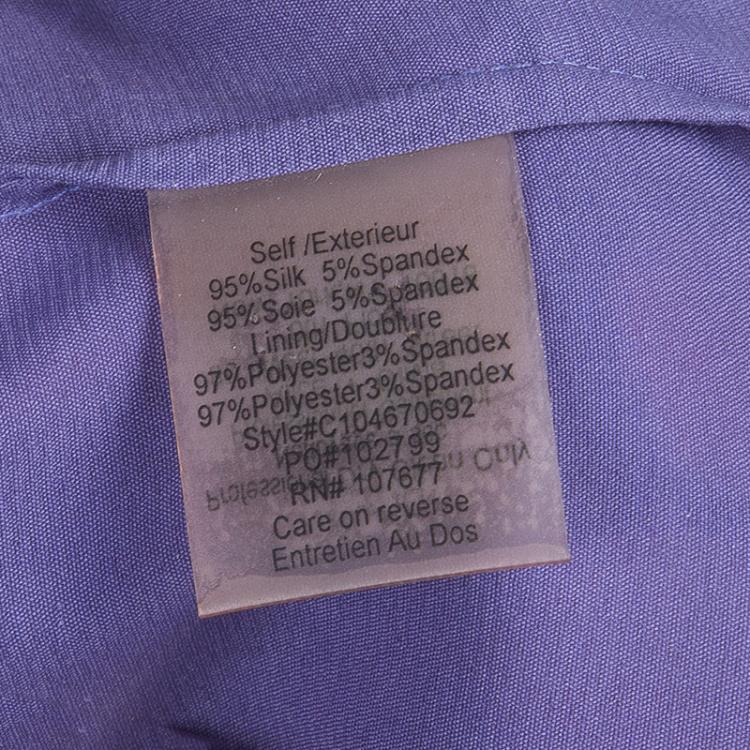 Self /Exterieur
95%Silk 5%Spandex
95%Soie 5%Spandex
Lining/Doublure
97%Polyester3%Spandex
97%Polyester3%Spandex
Style#C104670692
PO#102799
RN# 107677
Care on reverse
Entretien Au Dos